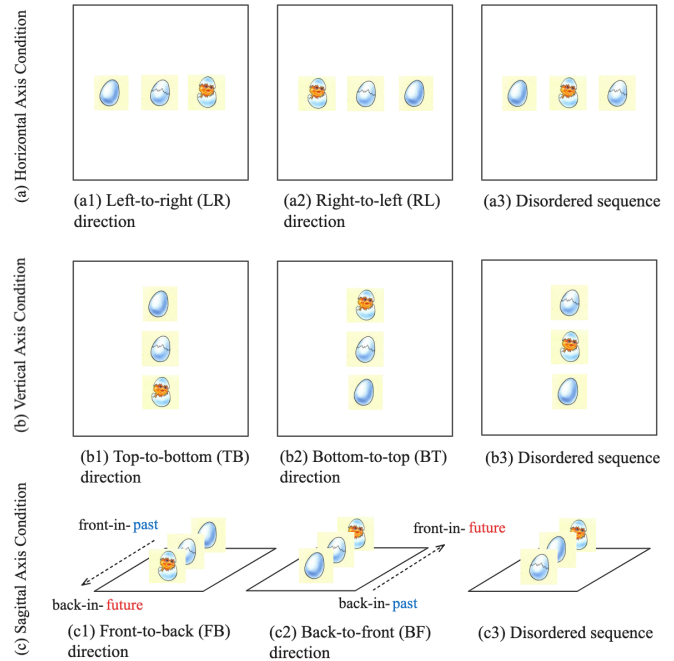 (a) Horizontal Axis Condition
(a1) Left-to-right (LR)
direction
(a2) Right-to-left (RL)
direction
(a3) Disordered sequence
(b) Vertical Axis Condition
(b1) Top-to-bottom (TB)
direction
(b2) Bottom-to-top (BT)
direction
(b3) Disordered sequence
(c) Sagittal Axis Condition
front-in- past
back-in- future
(c1) Front-to-back (FB)
direction
front-in- future
back-in- past
(c2) Back-to-front (BF)
direction
(c3) Disordered sequence